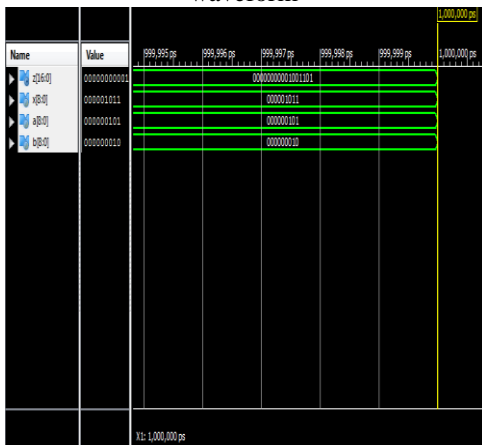 waveform
1,000,000 ps
Name Value 999,995 ps 999,996 ps 999,997 ps 999,998 ps 999,999 ps 1,000,000 ps
z[16:0] 00000000001 00000000001001101
x[8:0] 000001011 000001011
a[8:0] 000000101 000000101
b[8:0] 000000010 000000010
X1: 1,000,000 ps